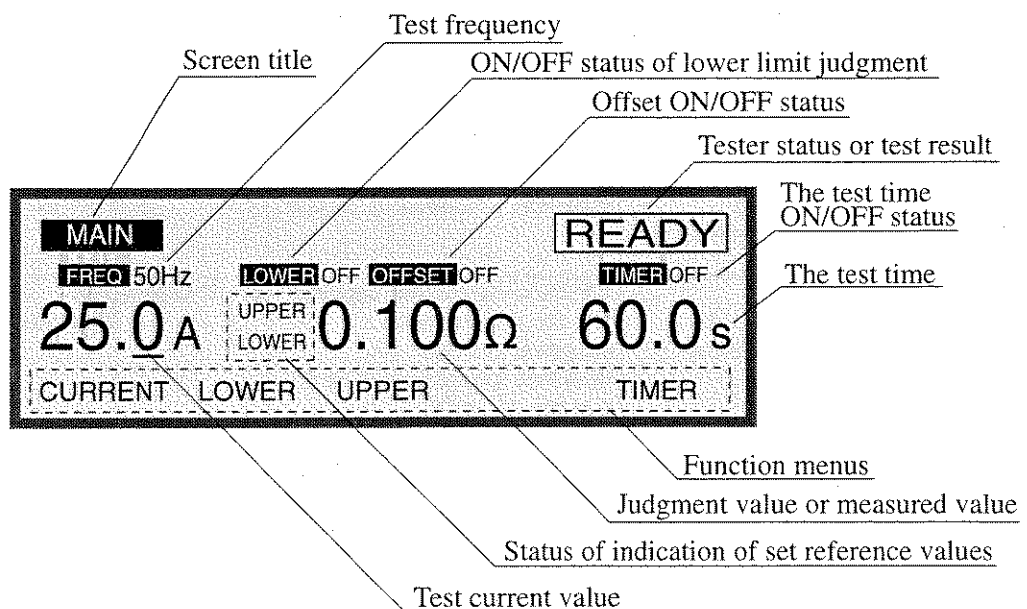 Test frequency
Screen title
ON/OFF status of lower limit judgment
Offset ON/OFF status
Tester status or test result
The test time
ON/OFF status
MAIN
READY
FREQ 50Hz
LOWER OFF OFFSET OFF
TIMER OFF
The test time
25.0 A
UPPER
LOWER
0.100Ω
60.0 s
CURRENT LOWER UPPER TIMER
Function menus
Judgment value or measured value
Status of indication of set reference values
Test current value